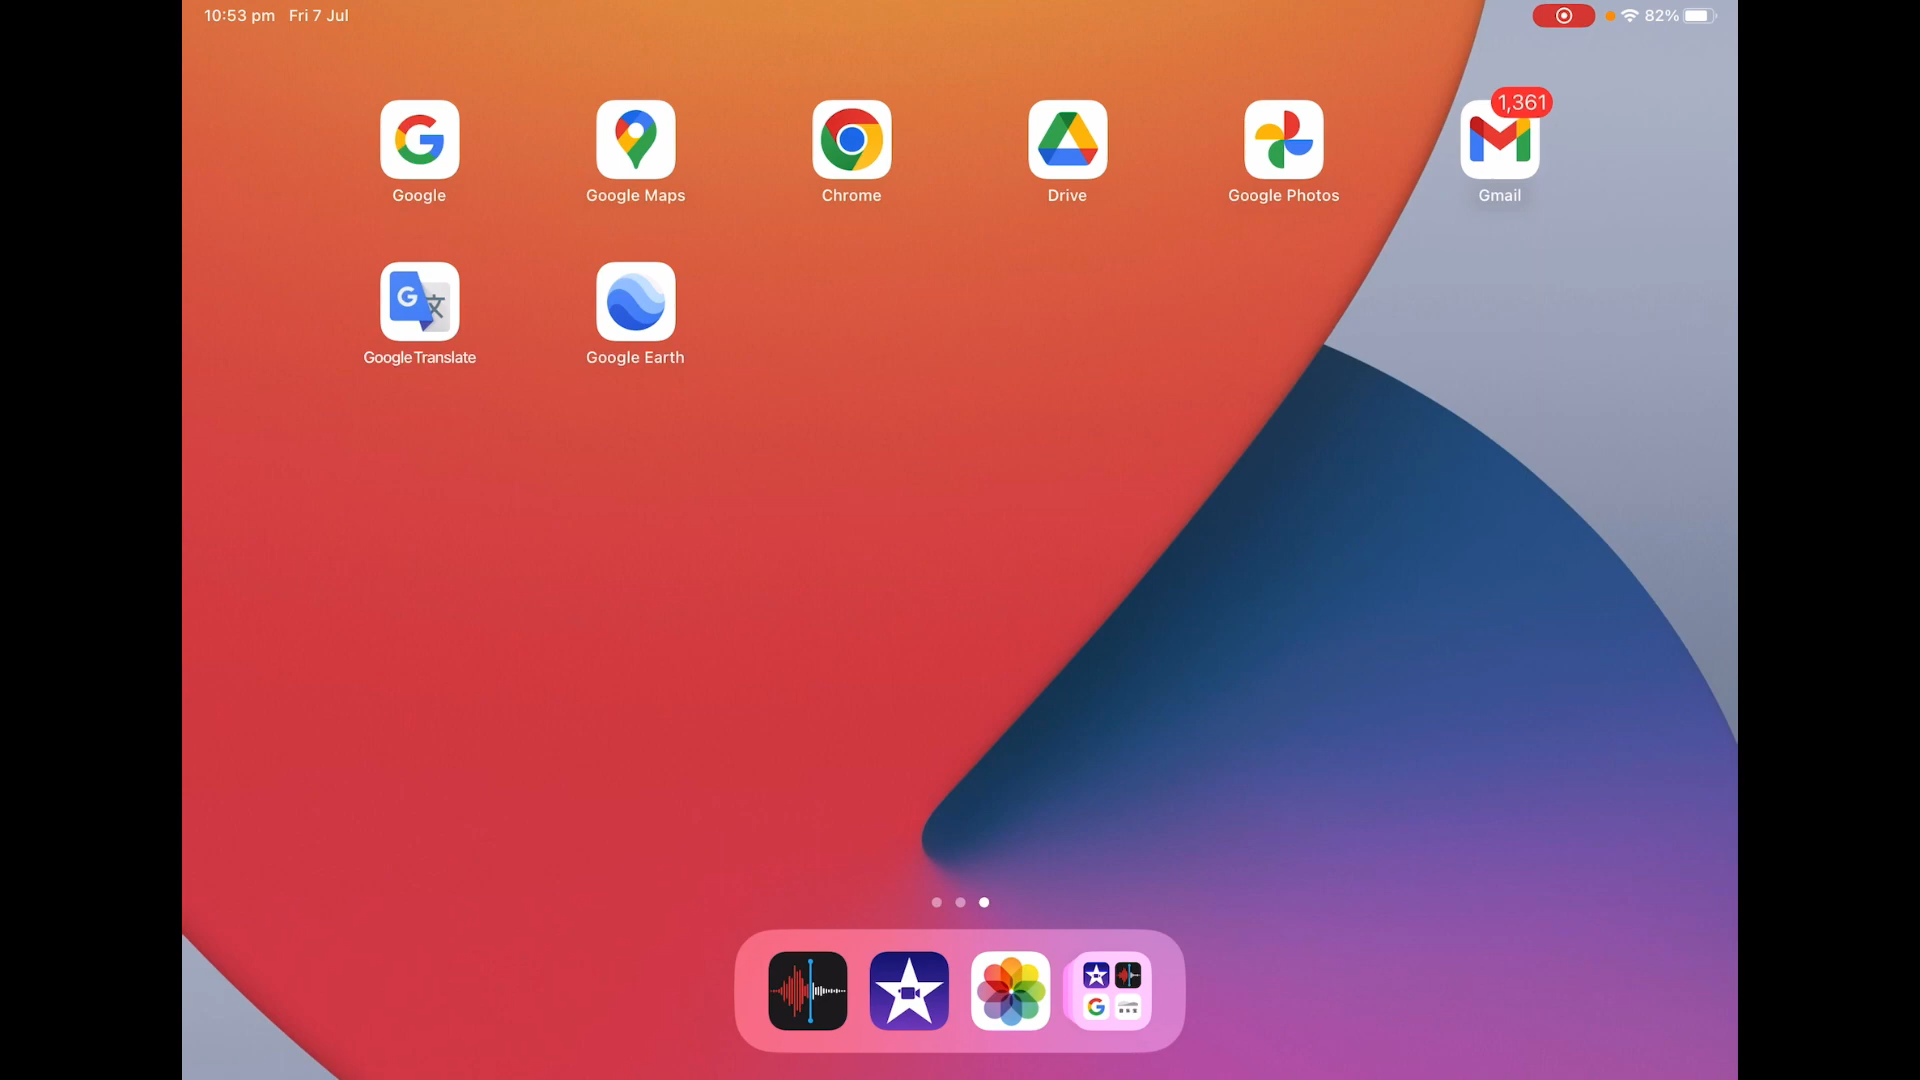 10:53 pm Fri 7 Jul
82%
1,361
Google
Google Maps
Chrome
Drive
Google Photos
Gmail
Google Translate
Google Earth